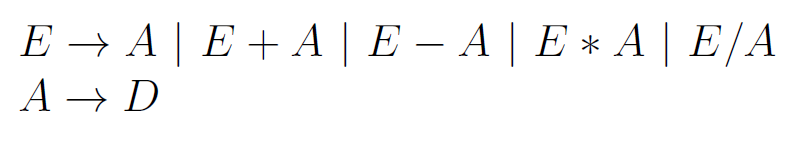 E → A | E + A | E − A | E ∗ A | E/A
A → D